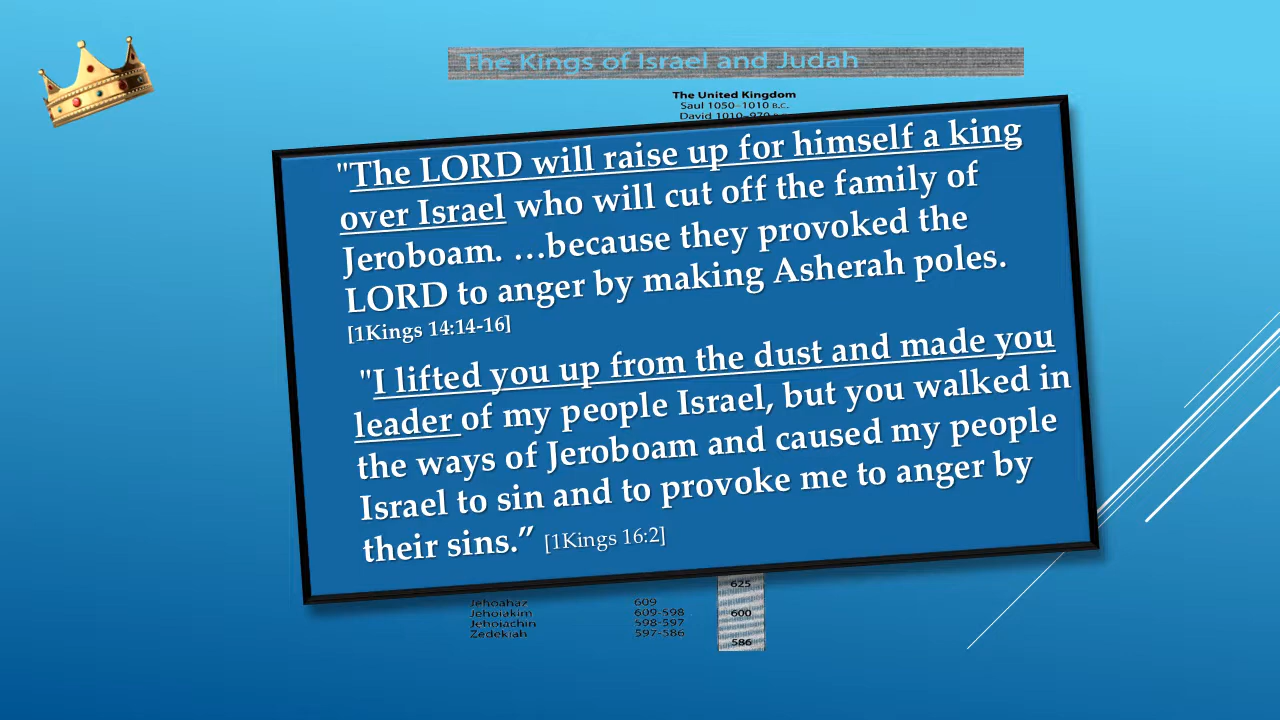 The Kings of Israel and Judah
The United Kingdom
Saul 1050–1010 B.C.
David 1010–970
"The LORD will raise up for himself a king
over Israel who will cut off the family of
Jeroboam. …because they provoked the
LORD to anger by making Asherah poles.
[1Kings 14:14-16]
"I lifted you up from the dust and made you
leader of my people Israel, but you walked in
the ways of Jeroboam and caused my people
Israel to sin and to provoke me to anger by
their sins.” [1Kings 16:2]
625
Jehoahaz 609
Jehoiakim 609-598 600
Jehoiachin 598-597
Zedekiah 597-586
586